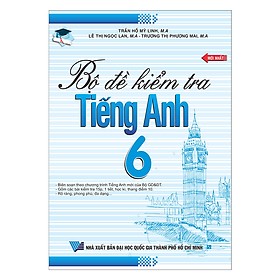 TRẦN HỒ MỸ LINH, M.A
LÊ THỊ NGỌC LAN, M.A - TRƯƠNG THỊ PHƯƠNG MAI, M.A
MỚI NHẤT
Bộ đề kiểm tra
Tiếng Anh
6
- Biên soạn theo chương trình Tiếng Anh mới của Bộ GD&ĐT.
- Gồm các bài kiểm tra 15p, 1 tiết, học kì, thang điểm 10.
- Rõ ràng, phong phú, đa dạng...
NHÀ XUẤT BẢN ĐẠI HỌC QUỐC GIA THÀNH PHỐ HỒ CHÍ MINH